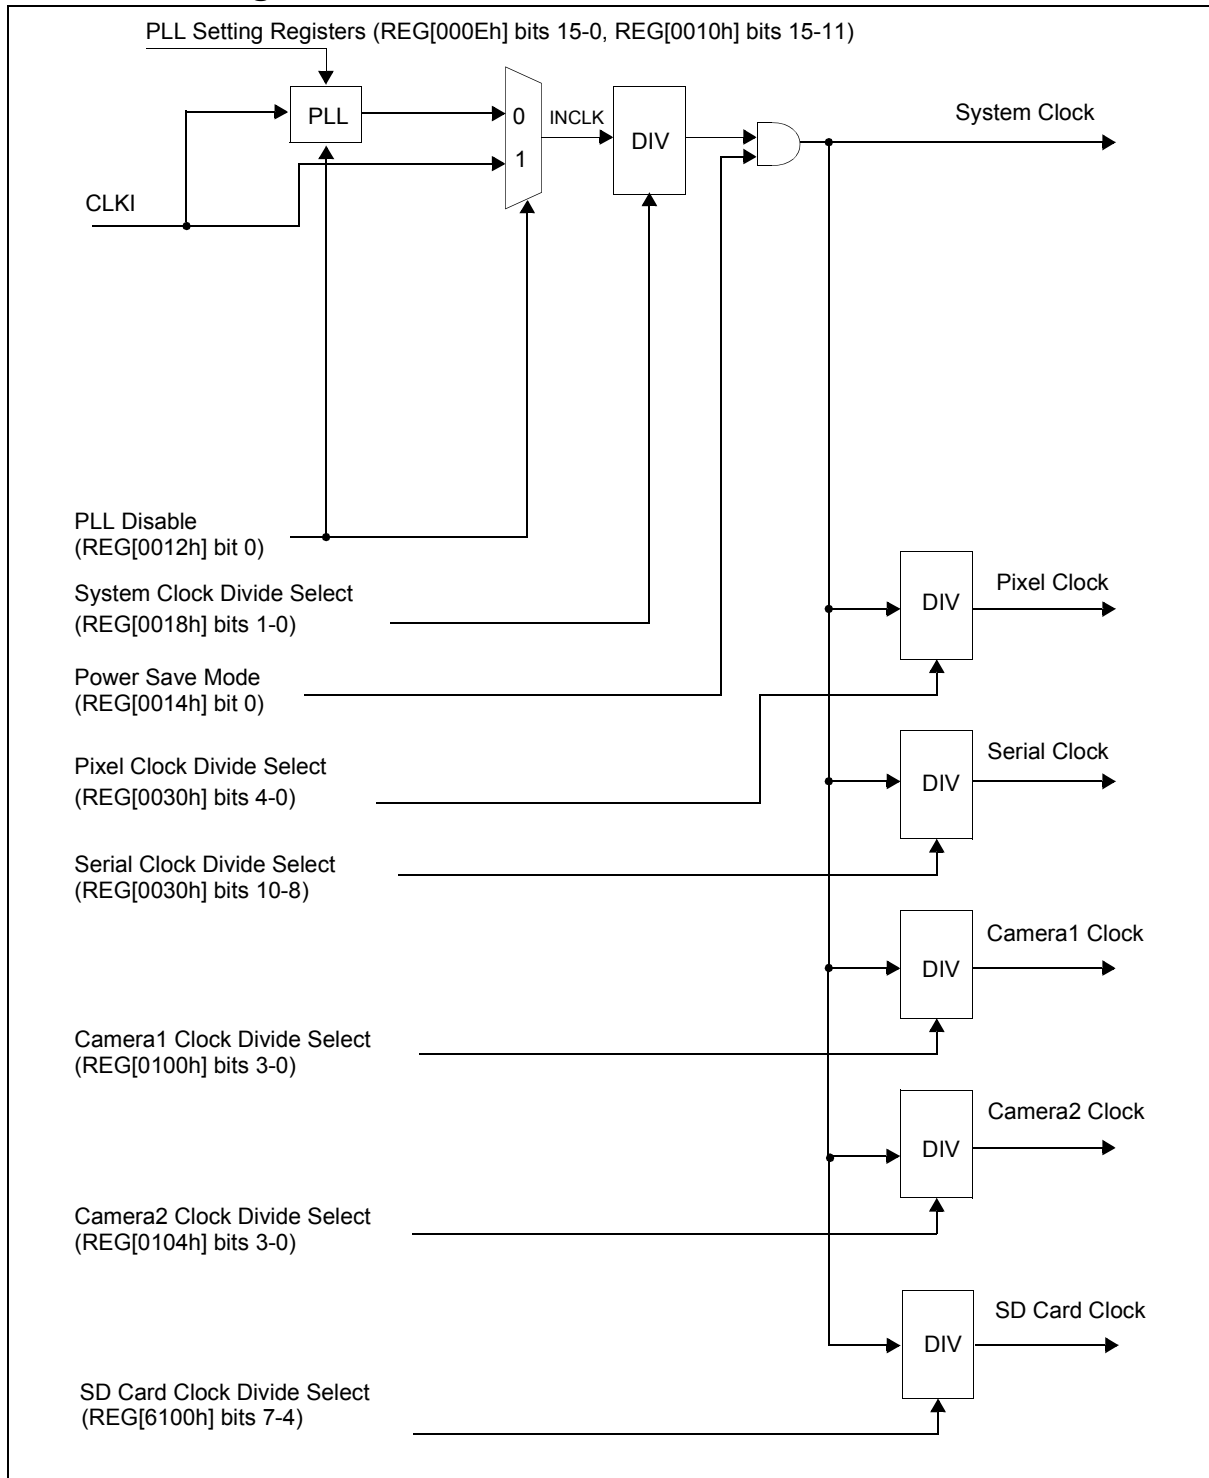 PLL Setting Registers (REG[000Eh] bits 15-0, REG[0010h] bits 15-11)
PLL
0
INCLK
DIV
System Clock
1
CLKI
PLL Disable
(REG[0012h] bit 0)
System Clock Divide Select
(REG[0018h] bits 1-0)
DIV
Pixel Clock
Power Save Mode
(REG[0014h] bit 0)
Pixel Clock Divide Select
(REG[0030h] bits 4-0)
DIV
Serial Clock
Serial Clock Divide Select
(REG[0030h] bits 10-8)
DIV
Camera1 Clock
Camera1 Clock Divide Select
(REG[0100h] bits 3-0)
DIV
Camera2 Clock
Camera2 Clock Divide Select
(REG[0104h] bits 3-0)
DIV
SD Card Clock
SD Card Clock Divide Select
(REG[6100h] bits 7-4)